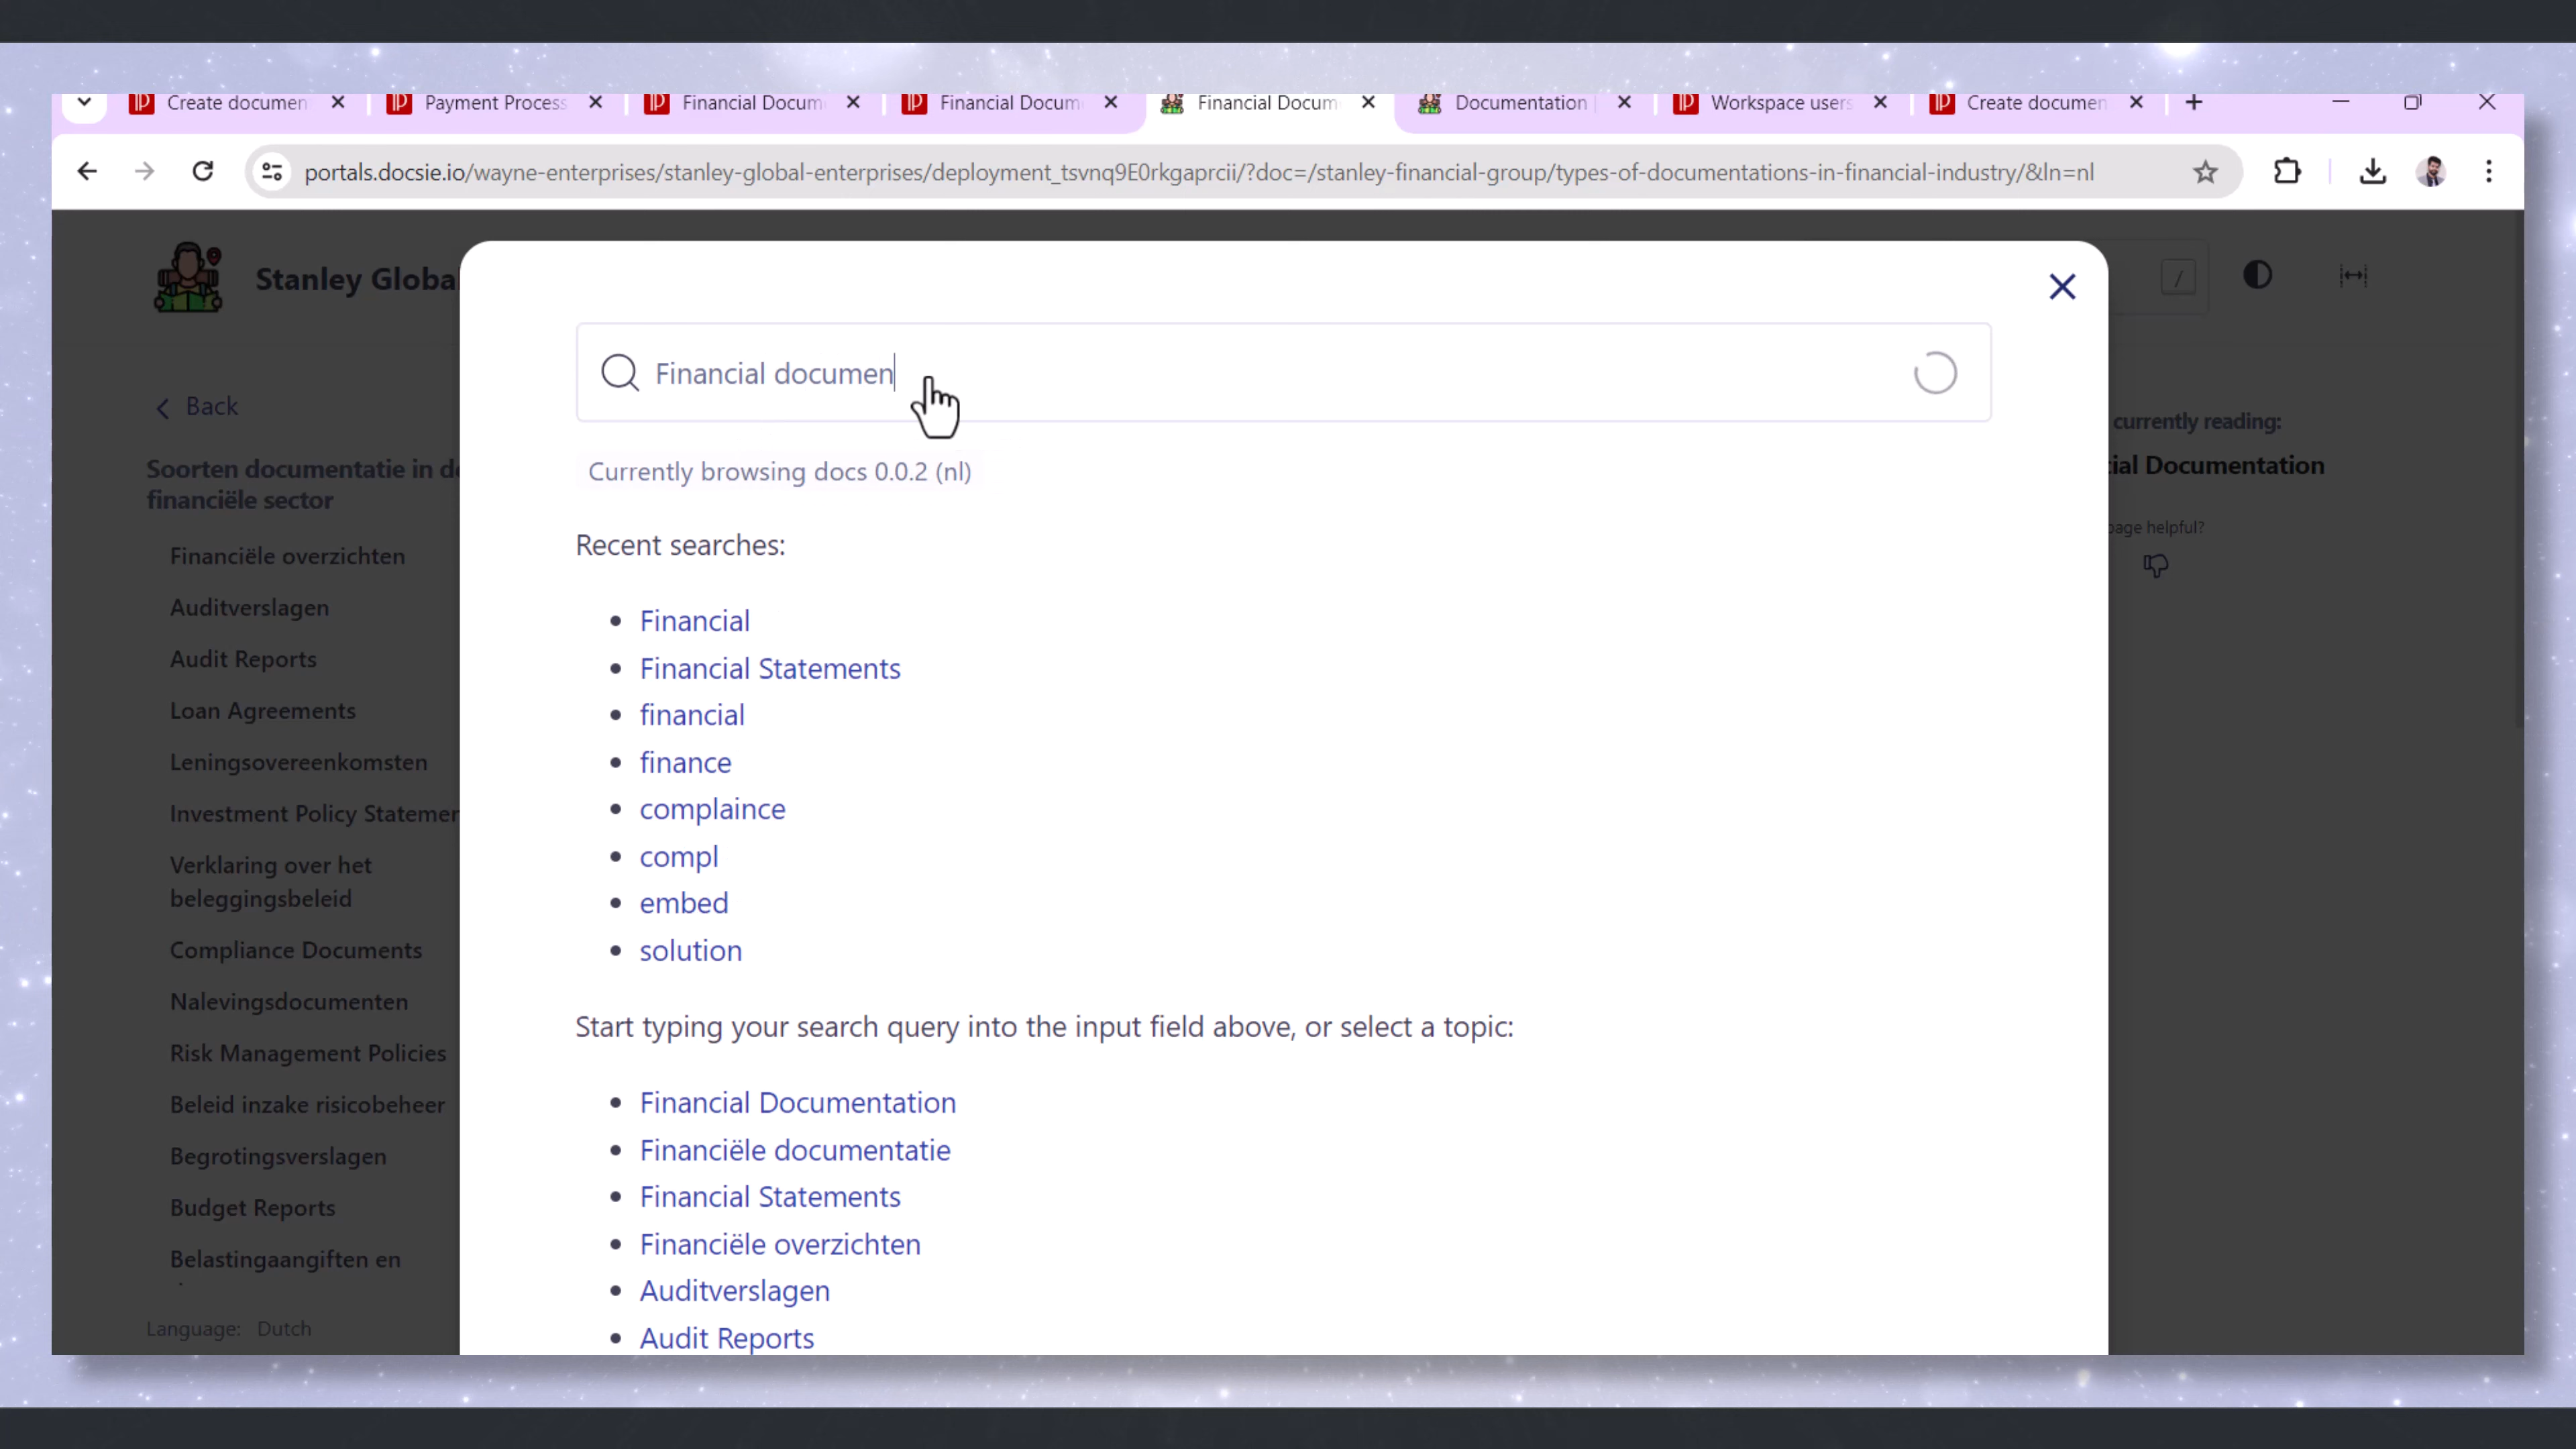 Create documen
Payment Process
Financial Docum
Financial Docum
Financial Docum
Documentation
Workspace users
Create documen
portals.docsie.io/wayne-enterprises/stanley-global-enterprises/deployment_tsvnq9E0rkgaprcii/?doc=/stanley-financial-group/types-of-documentations-in-financial-industry/&ln=nl
Stanley Globa
/
Back
Soorten documentatie in d
financiële sector
Financiële overzichten
Auditverslagen
Audit Reports
Loan Agreements
Leningsovereenkomsten
Investment Policy Statemen
Verklaring over het
beleggingsbeleid
Compliance Documents
Nalevingsdocumenten
Risk Management Policies
Beleid inzake risicobeheer
Begrotingsverslagen
Budget Reports
Belastingaangiften en
Language: Dutch
Financial documen
Currently browsing docs 0.0.2 (nl)
Recent searches:
Financial
Financial Statements
financial
finance
complaince
compl
embed
solution
Start typing your search query into the input field above, or select a topic:
Financial Documentation
Financiële documentatie
Financial Statements
Financiële overzichten
Auditverslagen
Audit Reports
currently reading:
ial Documentation
page helpful?